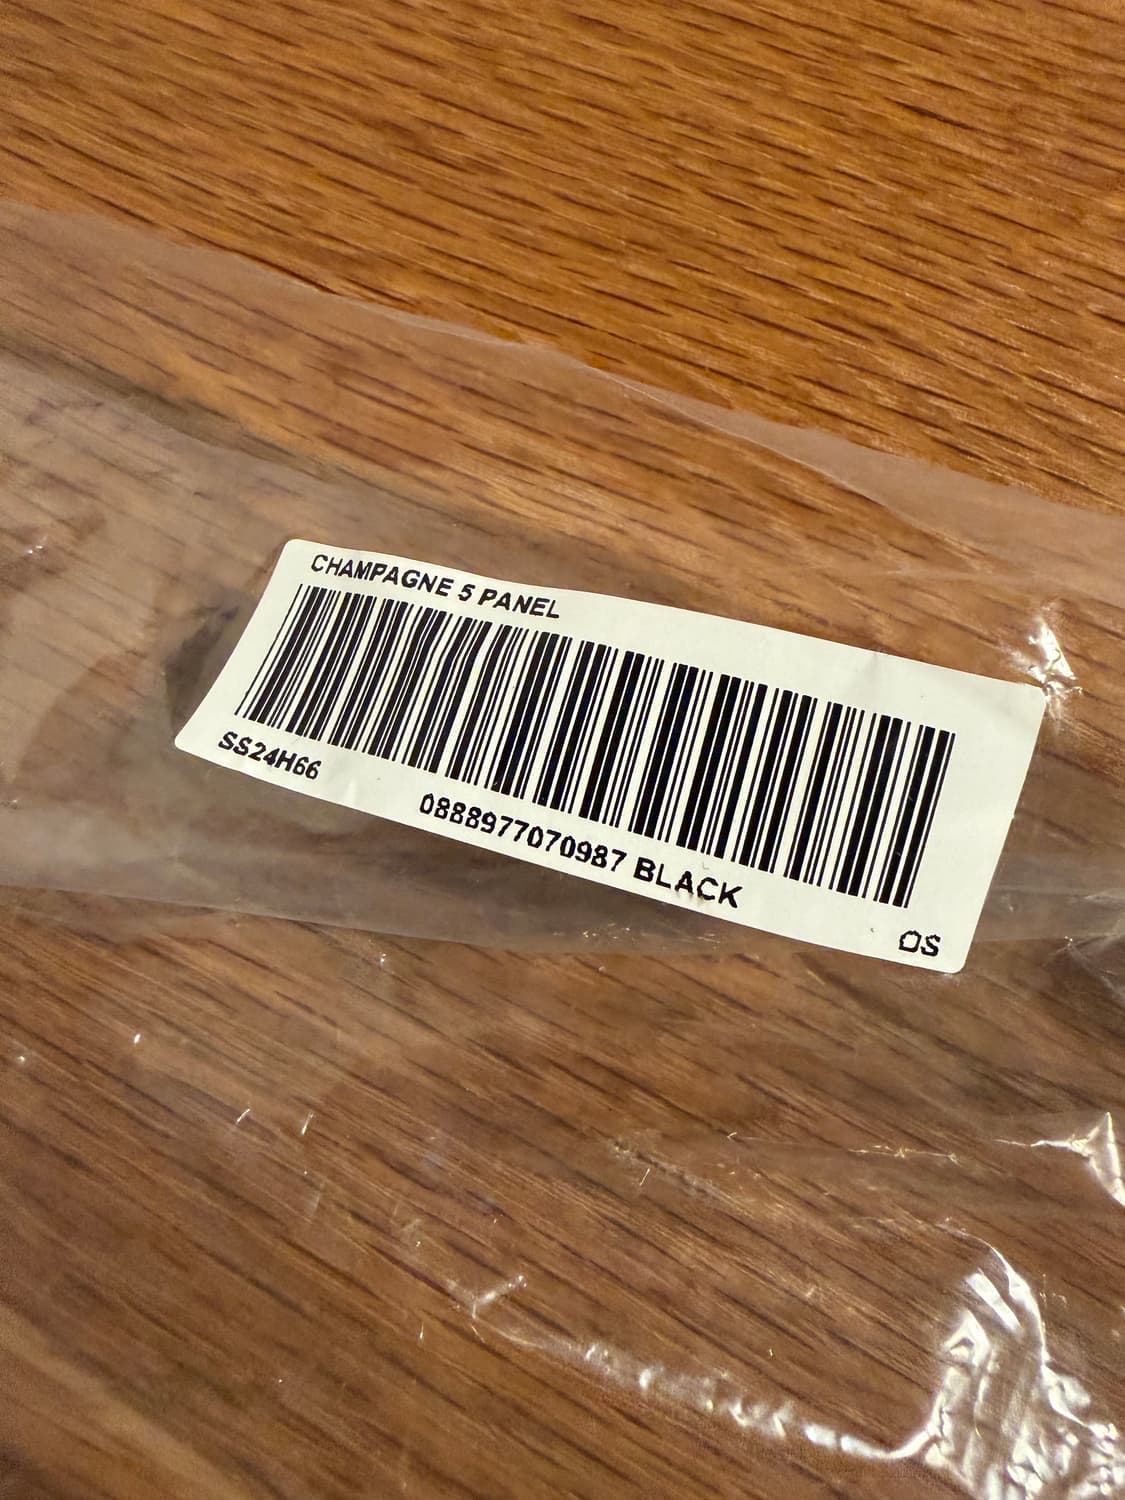 CHAMPAGNE 5 PANEL
SS24H66
0888977070987 BLACK
OS